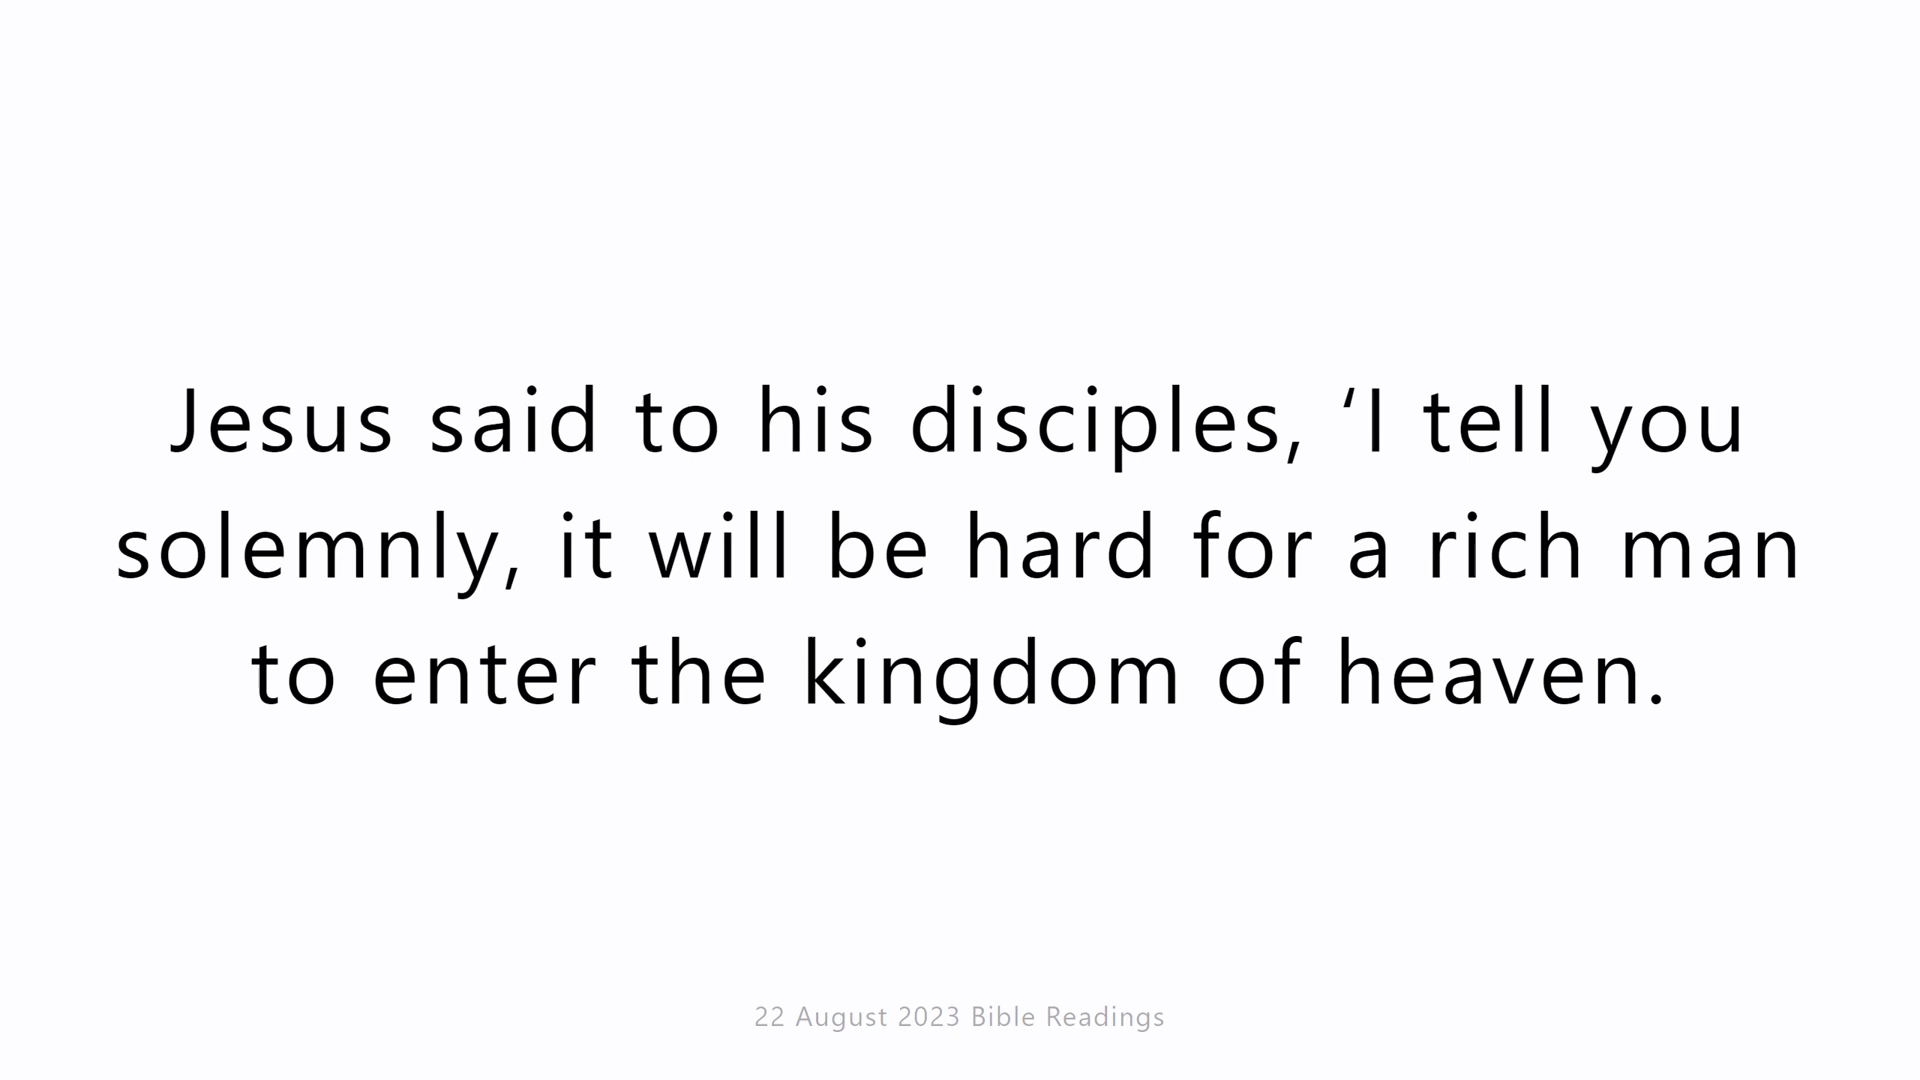 Jesus said to his disciples, ‘I tell you
solemnly, it will be hard for a rich man
to enter the kingdom of heaven.
22 August 2023 Bible Readings